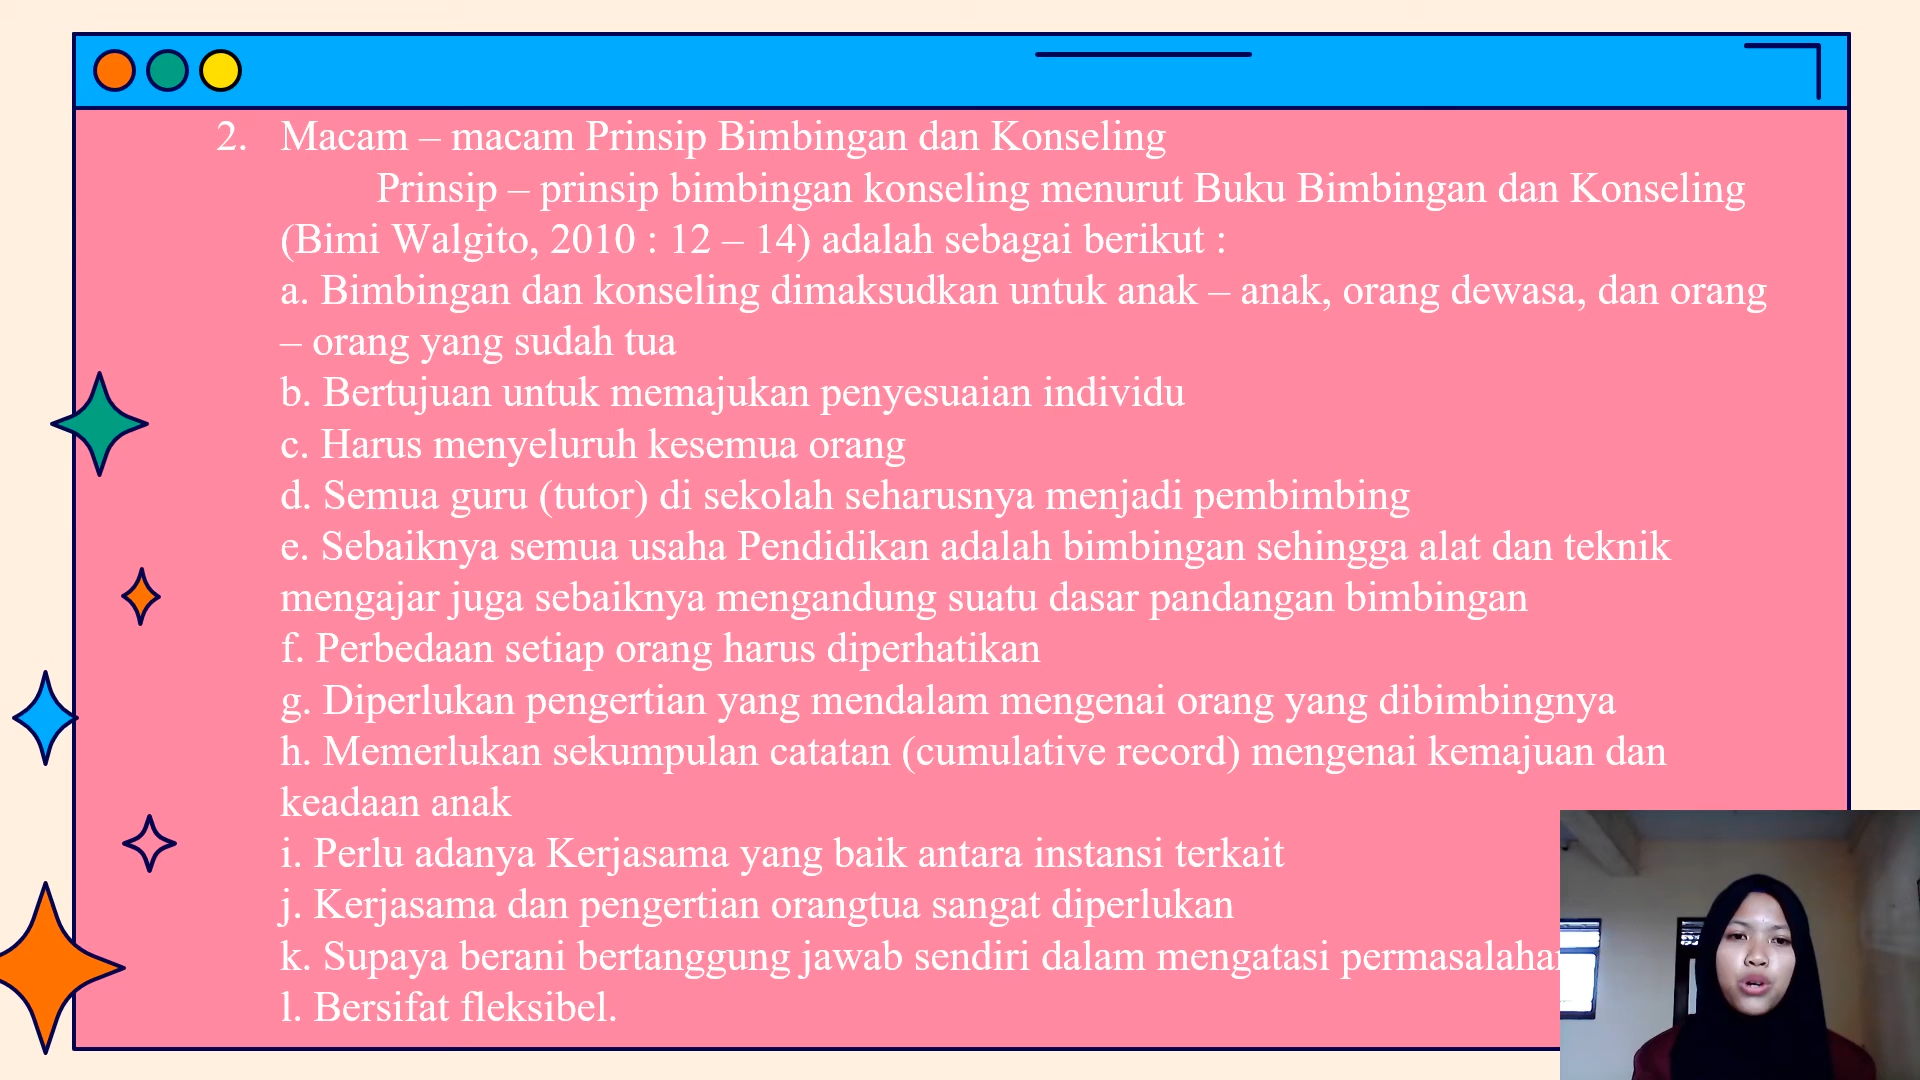 2. Macam – macam Prinsip Bimbingan dan Konseling
Prinsip – prinsip bimbingan konseling menurut Buku Bimbingan dan Konseling
(Bimi Walgito, 2010 : 12 – 14) adalah sebagai berikut :
a. Bimbingan dan konseling dimaksudkan untuk anak – anak, orang dewasa, dan orang
– orang yang sudah tua
b. Bertujuan untuk memajukan penyesuaian individu
c. Harus menyeluruh kesemua orang
d. Semua guru (tutor) di sekolah seharusnya menjadi pembimbing
e. Sebaiknya semua usaha Pendidikan adalah bimbingan sehingga alat dan teknik
mengajar juga sebaiknya mengandung suatu dasar pandangan bimbingan
f. Perbedaan setiap orang harus diperhatikan
g. Diperlukan pengertian yang mendalam mengenai orang yang dibimbingnya
h. Memerlukan sekumpulan catatan (cumulative record) mengenai kemajuan dan
keadaan anak
i. Perlu adanya Kerjasama yang baik antara instansi terkait
j. Kerjasama dan pengertian orangtua sangat diperlukan
k. Supaya berani bertanggung jawab sendiri dalam mengatasi
l. Bersifat fleksibel.